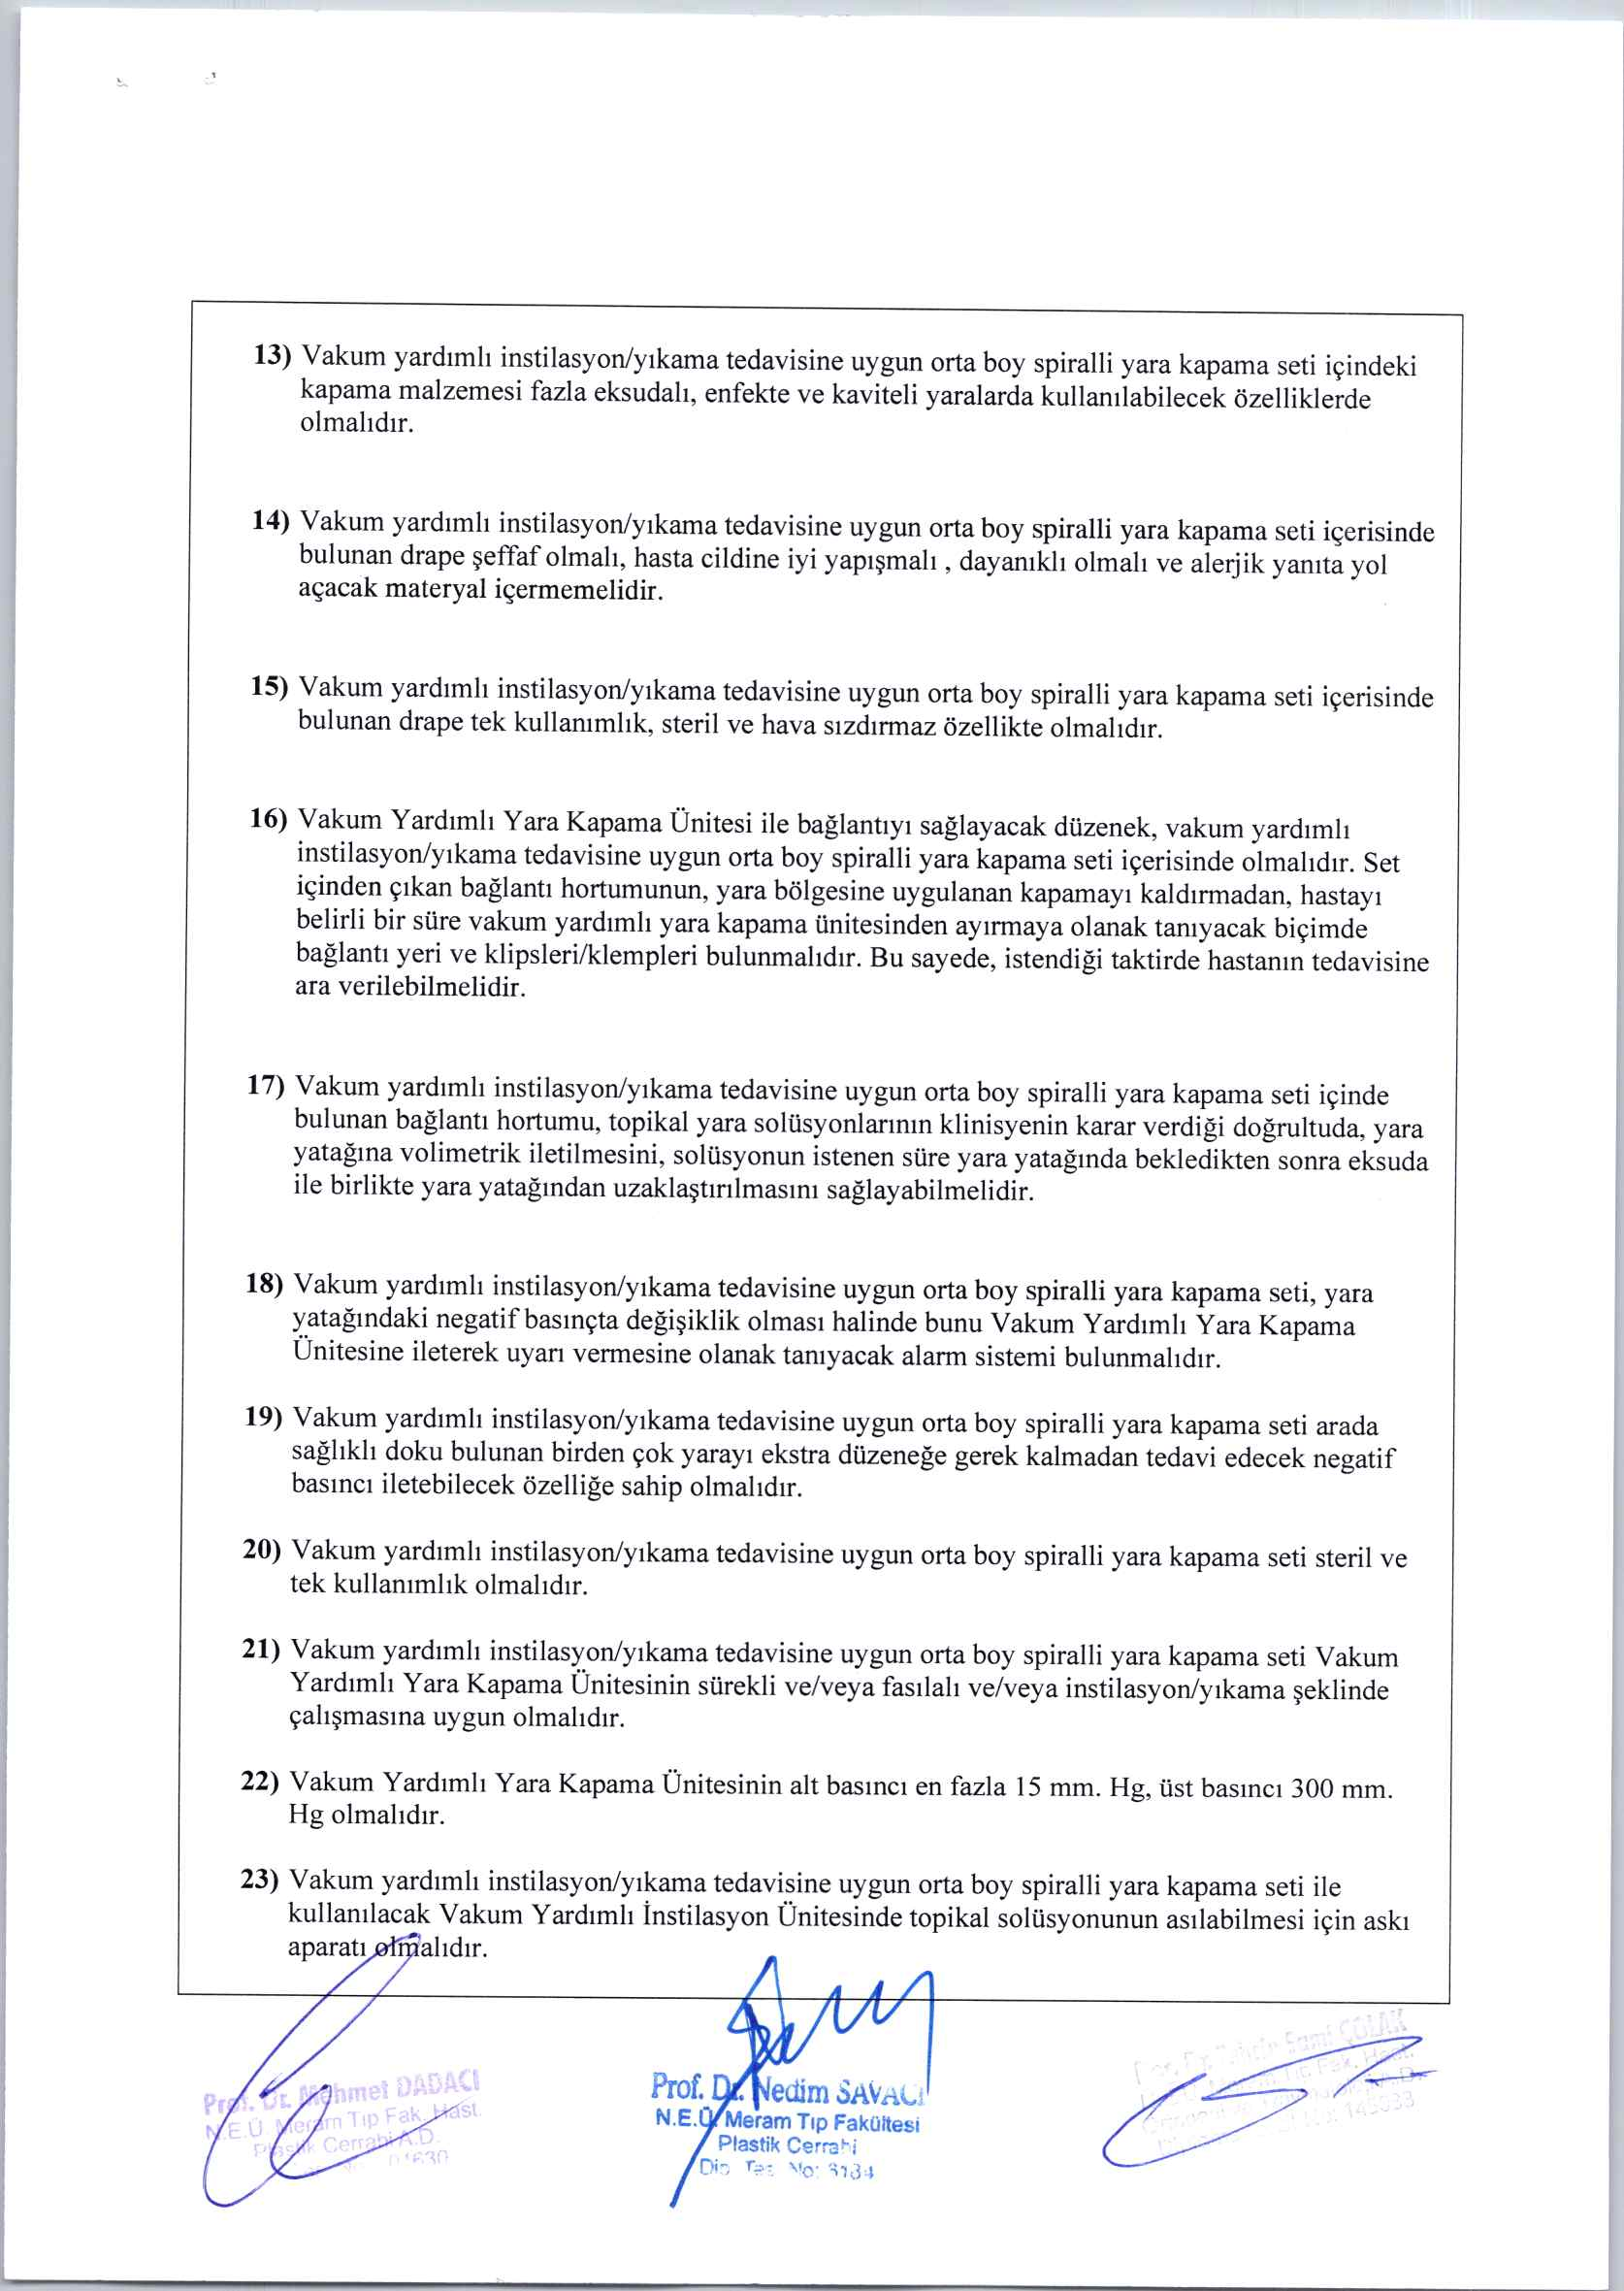 13) Vakum yardımlı instilasyon/yıkama tedavisine uygun orta boy spiralli yara kapama seti içindeki
kapama malzemesi fazla eksudalı, enfekte ve kaviteli yaralarda kullanılabilecek özelliklerde
olmalıdır.
14) Vakum yardımlı instilasyon/yıkama tedavisine uygun orta boy spiralli yara kapama seti içerisinde
bulunan drape şeffaf olmalı, hasta cildine iyi yapışmalı , dayanıklı olmalı ve alerjik yanıta yol
açacak materyal içermemelidir.
15) Vakum yardımlı instilasyon/yıkama tedavisine uygun orta boy spiralli yara kapama seti içerisinde
bulunan drape tek kullanımlık, steril ve hava sızdırmaz özellikte olmalıdır.
16) Vakum Yardımlı Yara Kapama Ünitesi ile bağlantıyı sağlayacak düzenek, vakum yardımlı
instilasyon/yıkama tedavisine uygun orta boy spiralli yara kapama seti içerisinde olmalıdır. Set
içinden çıkan bağlantı hortumunun, yara bölgesine uygulanan kapamayı kaldırmadan, hastayı
belirli bir süre vakum yardımlı yara kapama ünitesinden ayırmaya olanak tanıyacak biçimde
bağlantı yeri ve klipsleri/klempleri bulunmalıdır. Bu sayede, istendiği taktirde hastanın tedavisine
ara verilebilmelidir.
17) Vakum yardımlı instilasyon/yıkama tedavisine uygun orta boy spiralli yara kapama seti içinde
bulunan bağlantı hortumu, topikal yara solüsyonlarının klinisyenin karar verdiği doğrultuda, yara
yatağına volimetrik iletilmesini, solüsyonun istenen süre yara yatağında bekledikten sonra eksuda
ile birlikte yara yatağından uzaklaştırılmasını sağlayabilmelidir.
18) Vakum yardımlı instilasyon/yıkama tedavisine uygun orta boy spiralli yara kapama seti, yara
yatağındaki negatif basınçta değişiklik olması halinde bunu Vakum Yardımlı Yara Kapama
Ünitesine ileterek uyarı vermesine olanak tanıyacak alarm sistemi bulunmalıdır.
19) Vakum yardımlı instilasyon/yıkama tedavisine uygun orta boy spiralli yara kapama seti arada
sağlıklı doku bulunan birden çok yarayı ekstra düzeneğe gerek kalmadan tedavi edecek negatif
basıncı iletebilecek özelliğe sahip olmalıdır.
20) Vakum yardımlı instilasyon/yıkama tedavisine uygun orta boy spiralli yara kapama seti steril ve
tek kullanımlık olmalıdır.
21) Vakum yardımlı instilasyon/yıkama tedavisine uygun orta boy spiralli yara kapama seti Vakum
Yardımlı Yara Kapama Ünitesinin sürekli ve/veya fasılalı ve/veya instilasyon/yıkama şeklinde
çalışmasına uygun olmalıdır.
22) Vakum Yardımlı Yara Kapama Ünitesinin alt basıncı en fazla 15 mm. Hg, üst basıncı 300 mm.
Hg olmalıdır.
23) Vakum yardımlı instilasyon/yıkama tedavisine uygun orta boy spiralli yara kapama seti ile
kullanılacak Vakum Yardımlı İnstilasyon Ünitesinde topikal solüsyonunun asılabilmesi için askı
aparatı olmalıdır.
Prof. Dr. Mehmet DADACI
N.E.Ü. Meram Tıp Fak. Hast.
Plastik Cerrahi A.D.
Prof. Dr. Nedim SAVACI
N.E.Ü. Meram Tıp Fakültesi
Plastik Cerrahi
Dip. Tes. No: 8184
Sami ÇOLAK
Tıp Fak. Hast.